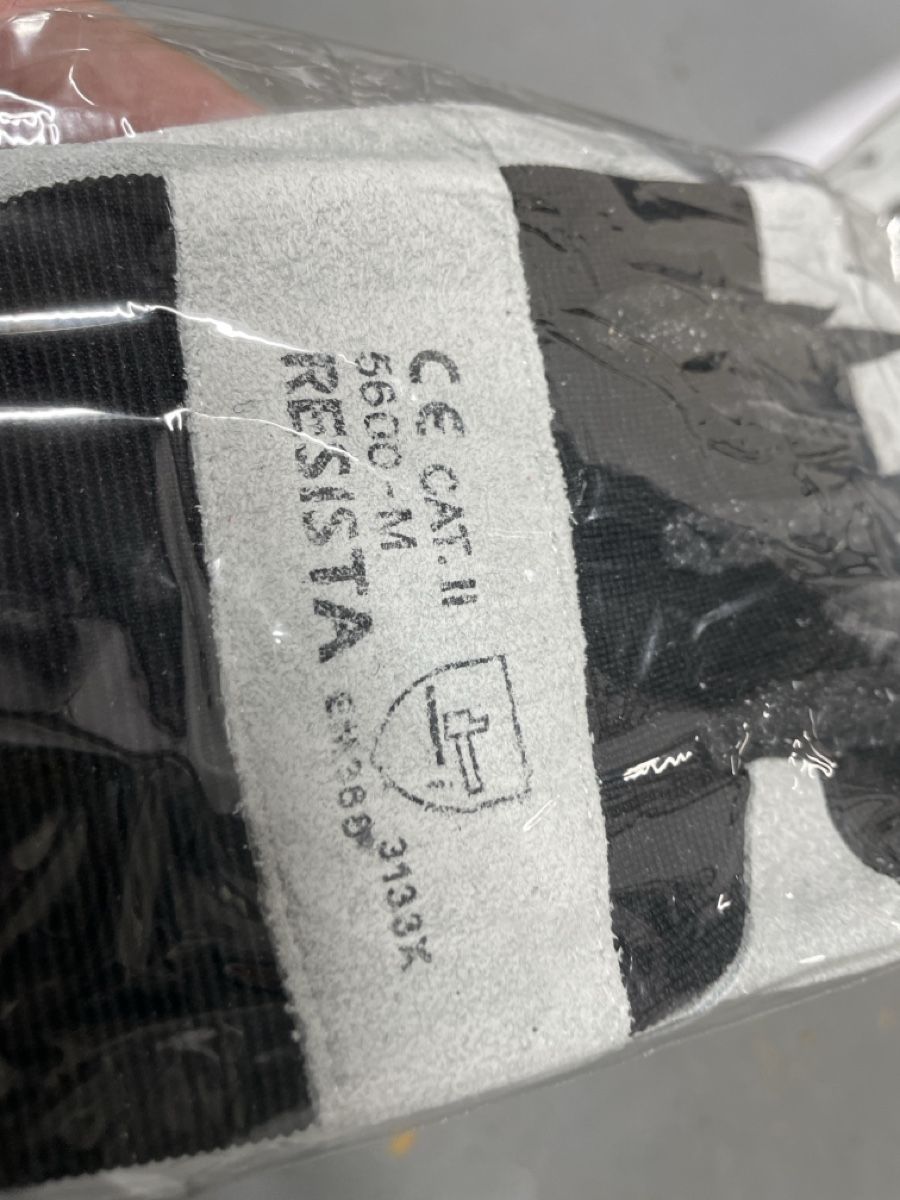 CE CAT. II
5600-M
RESISTA
EN388
3133X